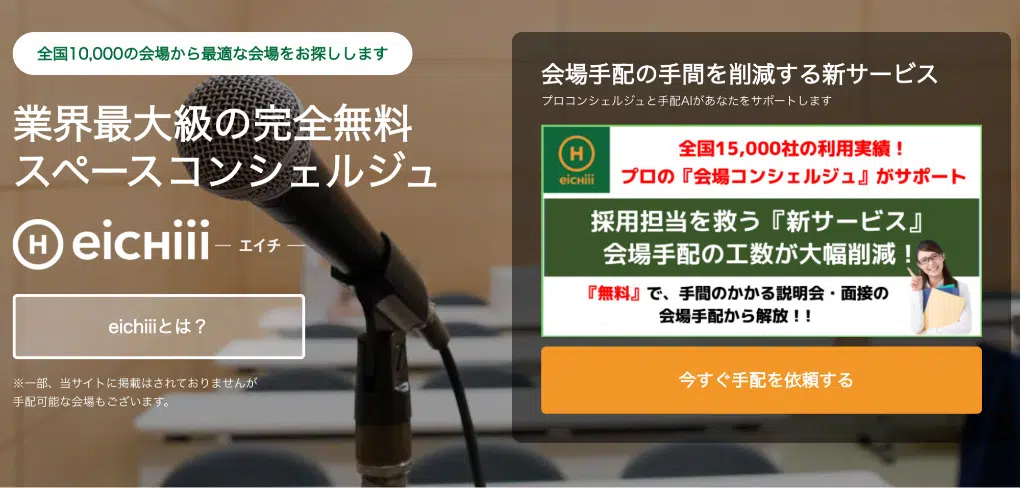 全国10,000の会場から最適な会場をお探しします
業界最大級の完全無料
スペースコンシェルジュ
H eicHiii ― エイチ ―
eichiiiとは？
※一部、当サイトに掲載はされておりませんが
手配可能な会場もございます。
会場手配の手間を削減する新サービス
プロコンシェルジュと手配AIがあなたをサポートします
H
eicHiii
全国15,000社の利用実績！
プロの『会場コンシェルジュ』がサポート
採用担当を救う『新サービス』
会場手配の工数が大幅削減！
『無料』で、手間のかかる説明会・面接の
会場手配から解放！！
今すぐ手配を依頼する